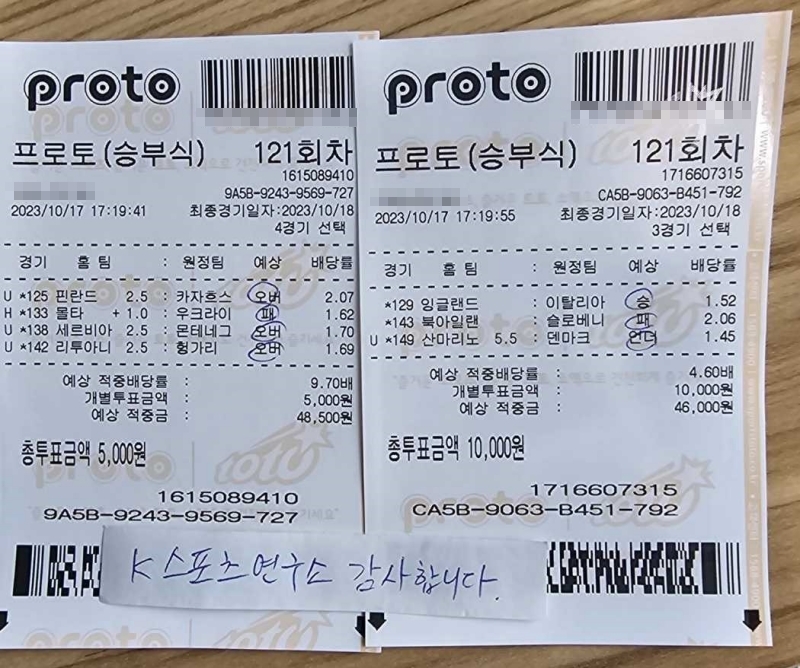 proto
프로토(승부식) 121회차
1615089410
9A5B-9243-9569-727
2023/10/17 17:19:41 최종경기일자:2023/10/18
4경기 선택
경기 홈팀 : 원정팀 예상 배당률
U *125 핀란드 2.5 : 카자흐스 오버 2.07
H *133 몰타 + 1.0 : 우크라이 패 1.62
U *138 세르비아 2.5 : 몬테네그 오버 1.70
U *142 리투아니 2.5 : 헝가리 오버 1.69
예상 적중배당률 : 9.70배
개별투표금액 : 5,000원
예상 적중금 : 48,500원
총투표금액 5,000원
1615089410
9A5B-9243-9569-727
proto
프로토(승부식) 121회차
1716607315
CA5B-9063-B451-792
2023/10/17 17:19:55 최종경기일자:2023/10/18
3경기 선택
경기 홈팀 : 원정팀 예상 배당률
*129 잉글랜드 : 이탈리아 승 1.52
*143 북아일랜 : 슬로베니 패 2.06
U *149 산마리노 5.5 : 덴마크 언더 1.45
예상 적중배당률 : 4.60배
개별투표금액 : 10,000원
예상 적중금 : 46,000원
총투표금액 10,000원
1716607315
CA5B-9063-B451-792
K스포츠연구소 감사합니다.